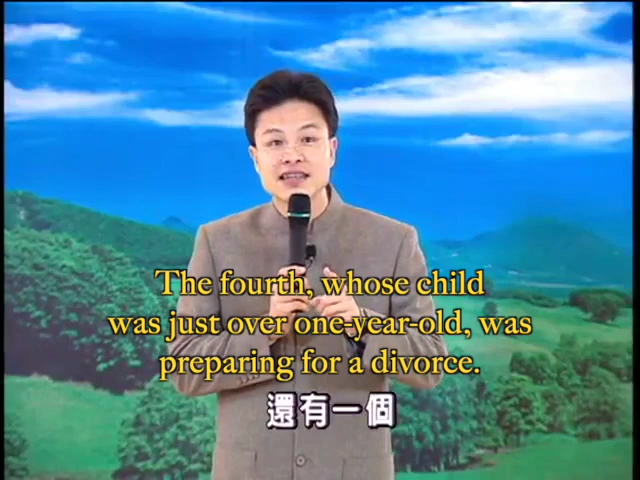 The fourth, whose child
was just over one-year-old, was
preparing for a divorce.
還有一個